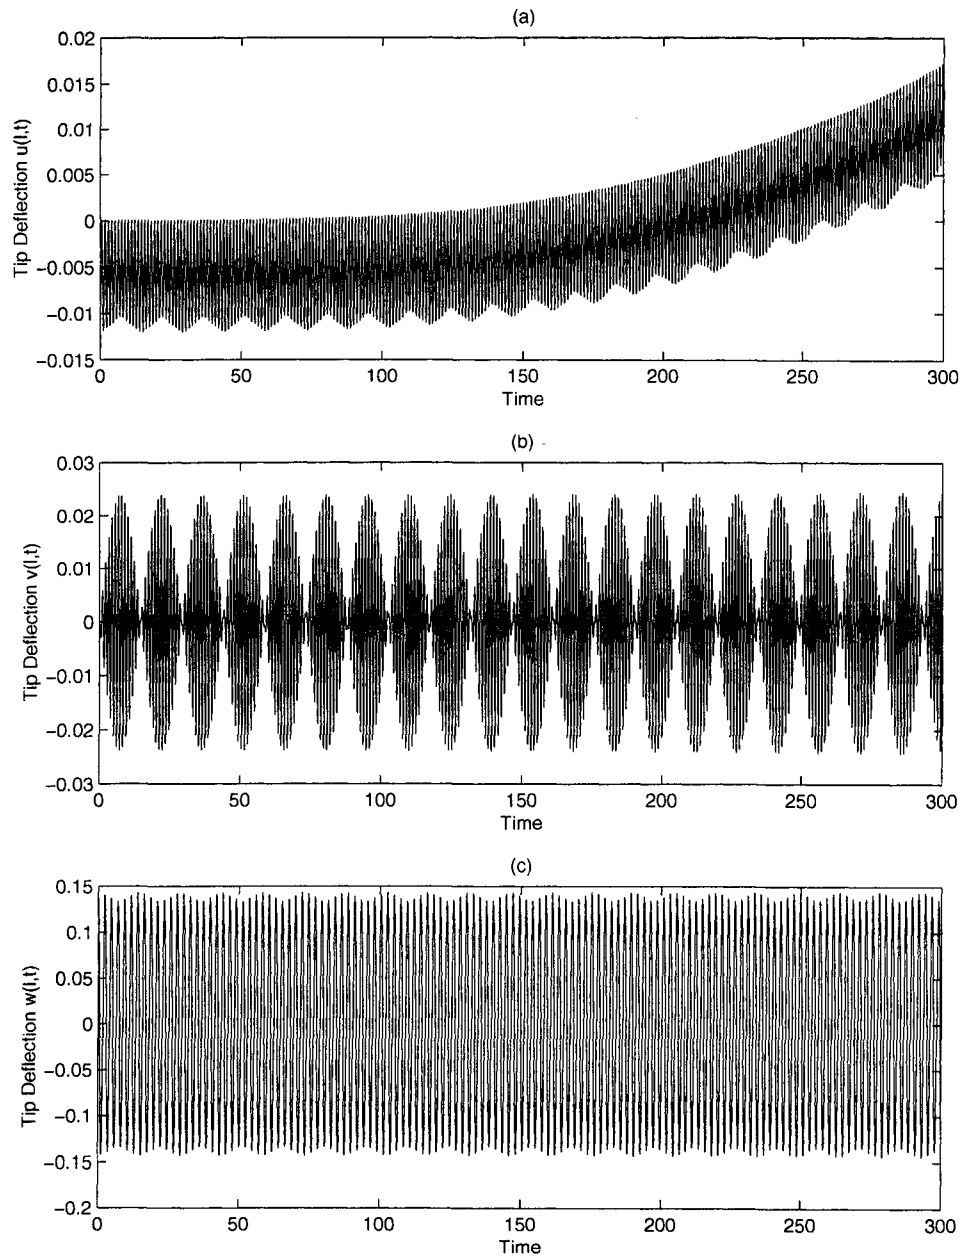 (a)
0.02
0.015
0.01
0.005
0
−0.005
−0.01
−0.015
Tip Deflection u(l,t)
0 50 100 150 200 250 300
Time
(b)
0.03
0.02
0.01
0
−0.01
−0.02
−0.03
Tip Deflection v(l,t)
0 50 100 150 200 250 300
Time
(c)
0.15
0.1
0.05
0
−0.05
−0.1
−0.15
−0.2
Tip Deflection w(l,t)
0 50 100 150 200 250 300
Time